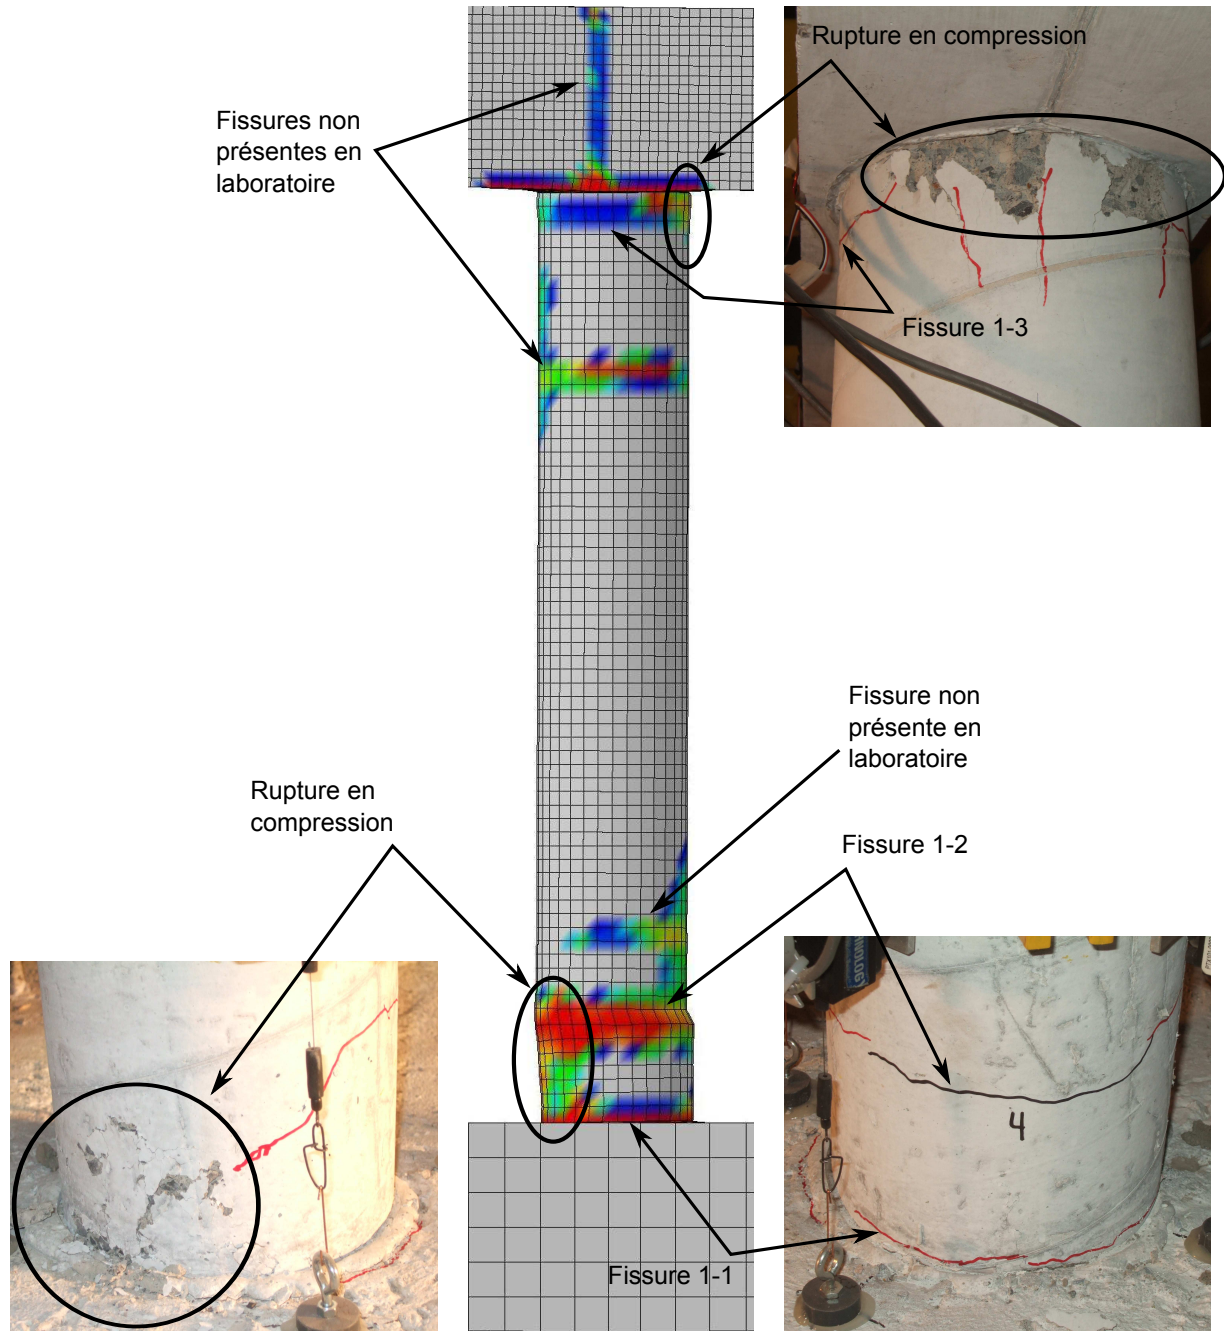 Rupture en compression
Fissures non
présentes en
laboratoire
Fissure 1-3
Fissure non
présente en
laboratoire
Rupture en
compression
Fissure 1-2
HNOLOG
4
Fissure 1-1